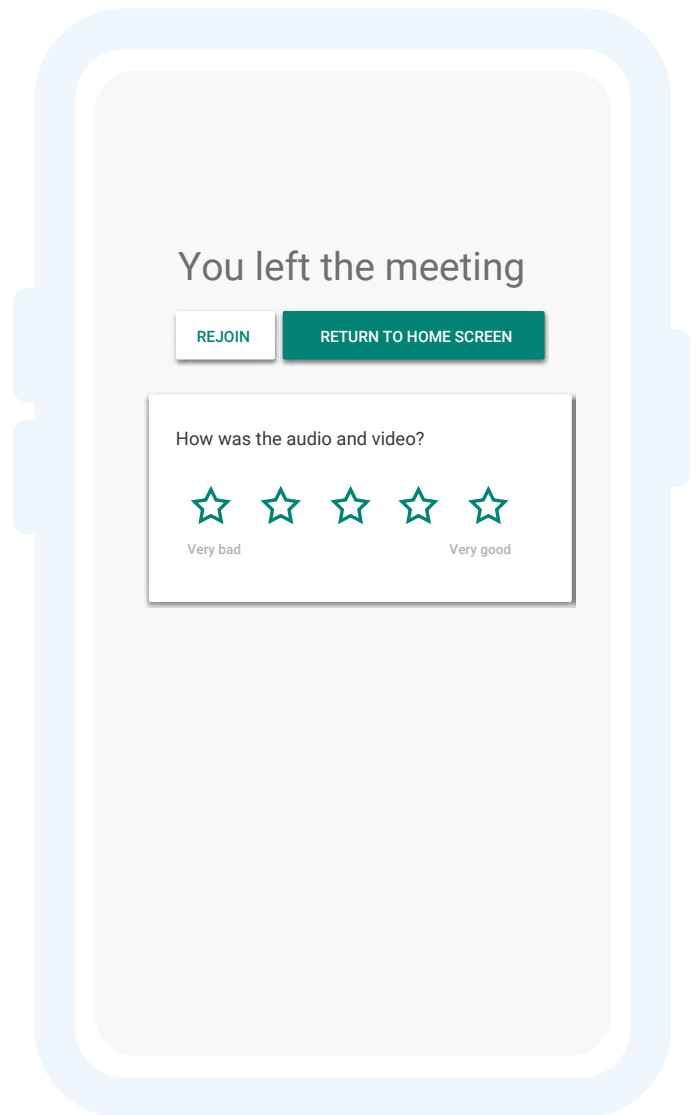 You left the meeting
REJOIN RETURN TO HOME SCREEN
How was the audio and video?
Very bad Very good